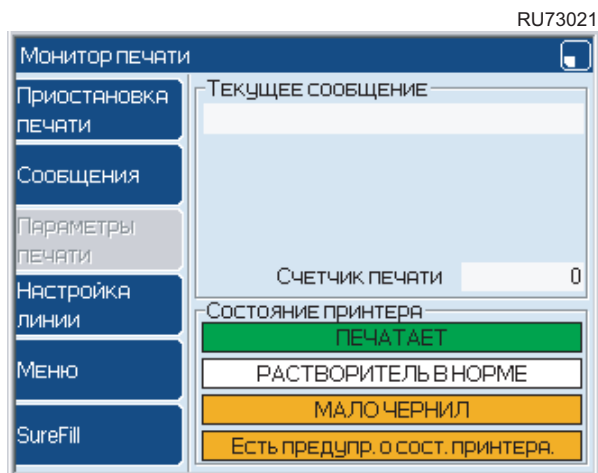 RU73021
Монитор печати
Приостановка
печати
Сообщения
Параметры
печати
Настройка
линии
Меню
SureFill
Текущее сообщение
Счетчик печати 0
Состояние принтера
ПЕЧАТАЕТ
РАСТВОРИТЕЛЬ В НОРМЕ
МАЛО ЧЕРНИЛ
Есть предупр. о сост. принтера.